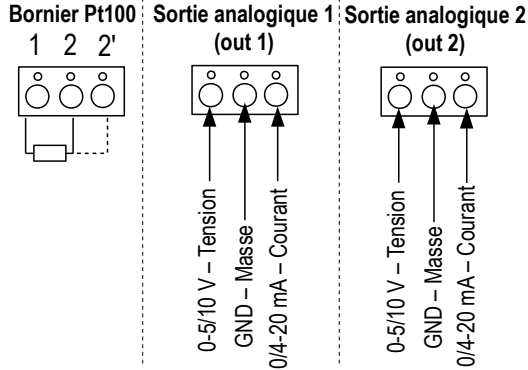 Bornier Pt100
1 2 2'
Sortie analogique 1
(out 1)
0-5/10 V – Tension
GND – Masse
0/4-20 mA – Courant
Sortie analogique 2
(out 2)
0-5/10 V – Tension
GND – Masse
0/4-20 mA – Courant